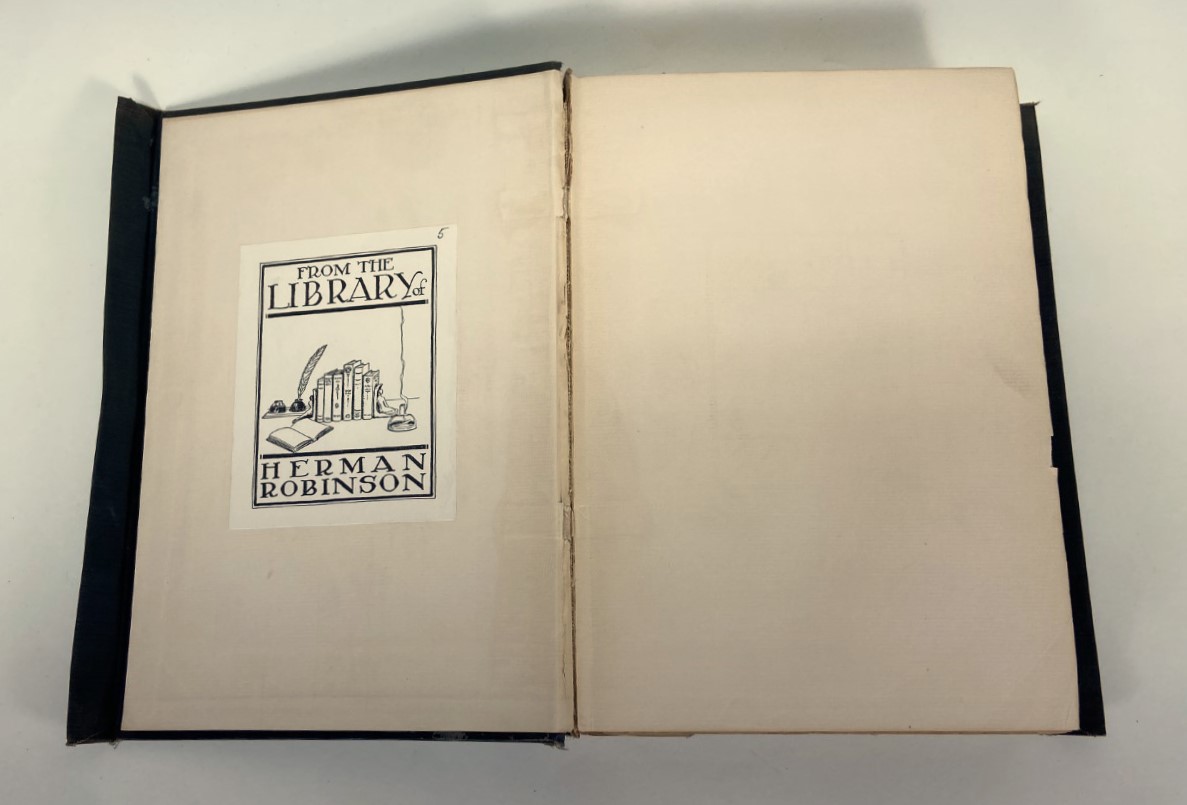 5
FROM THE
LIBRARY of
HERMAN
ROBINSON